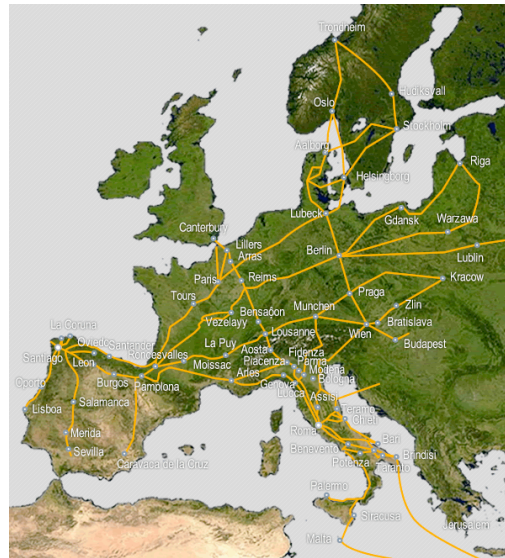 Trondheim
Hudiksvall
Oslo
Stockholm
Aalborg
Riga
Helsingborg
Lubeck
Gdansk
Warzawa
Canterbury
Lillers
Arras
Berlin
Lublin
Paris
Reims
Kracow
Praga
Tours
Zlin
Bensaóon
Munchen
Vezelayy
Bratislava
Wien
La Coruna
Lousanne
Budapest
Oviedo
La Puy
Santander
Aosta
Fidenza
Santiago
Roncesvalles
Piacenza
Parma
Leon
Moissac
Modena
Arles
Bologna
Oporto
Burgos
Pamplona
Genova
Lucca
Assisi
Lisboa
Salamanca
Teramo
Chieti
Roma
Merida
Bari
Benevento
Brindisi
Sevilla
Caravaca de la Cruz
Potenza
Taranto
Palermo
Siracusa
Jerusalem
Malta